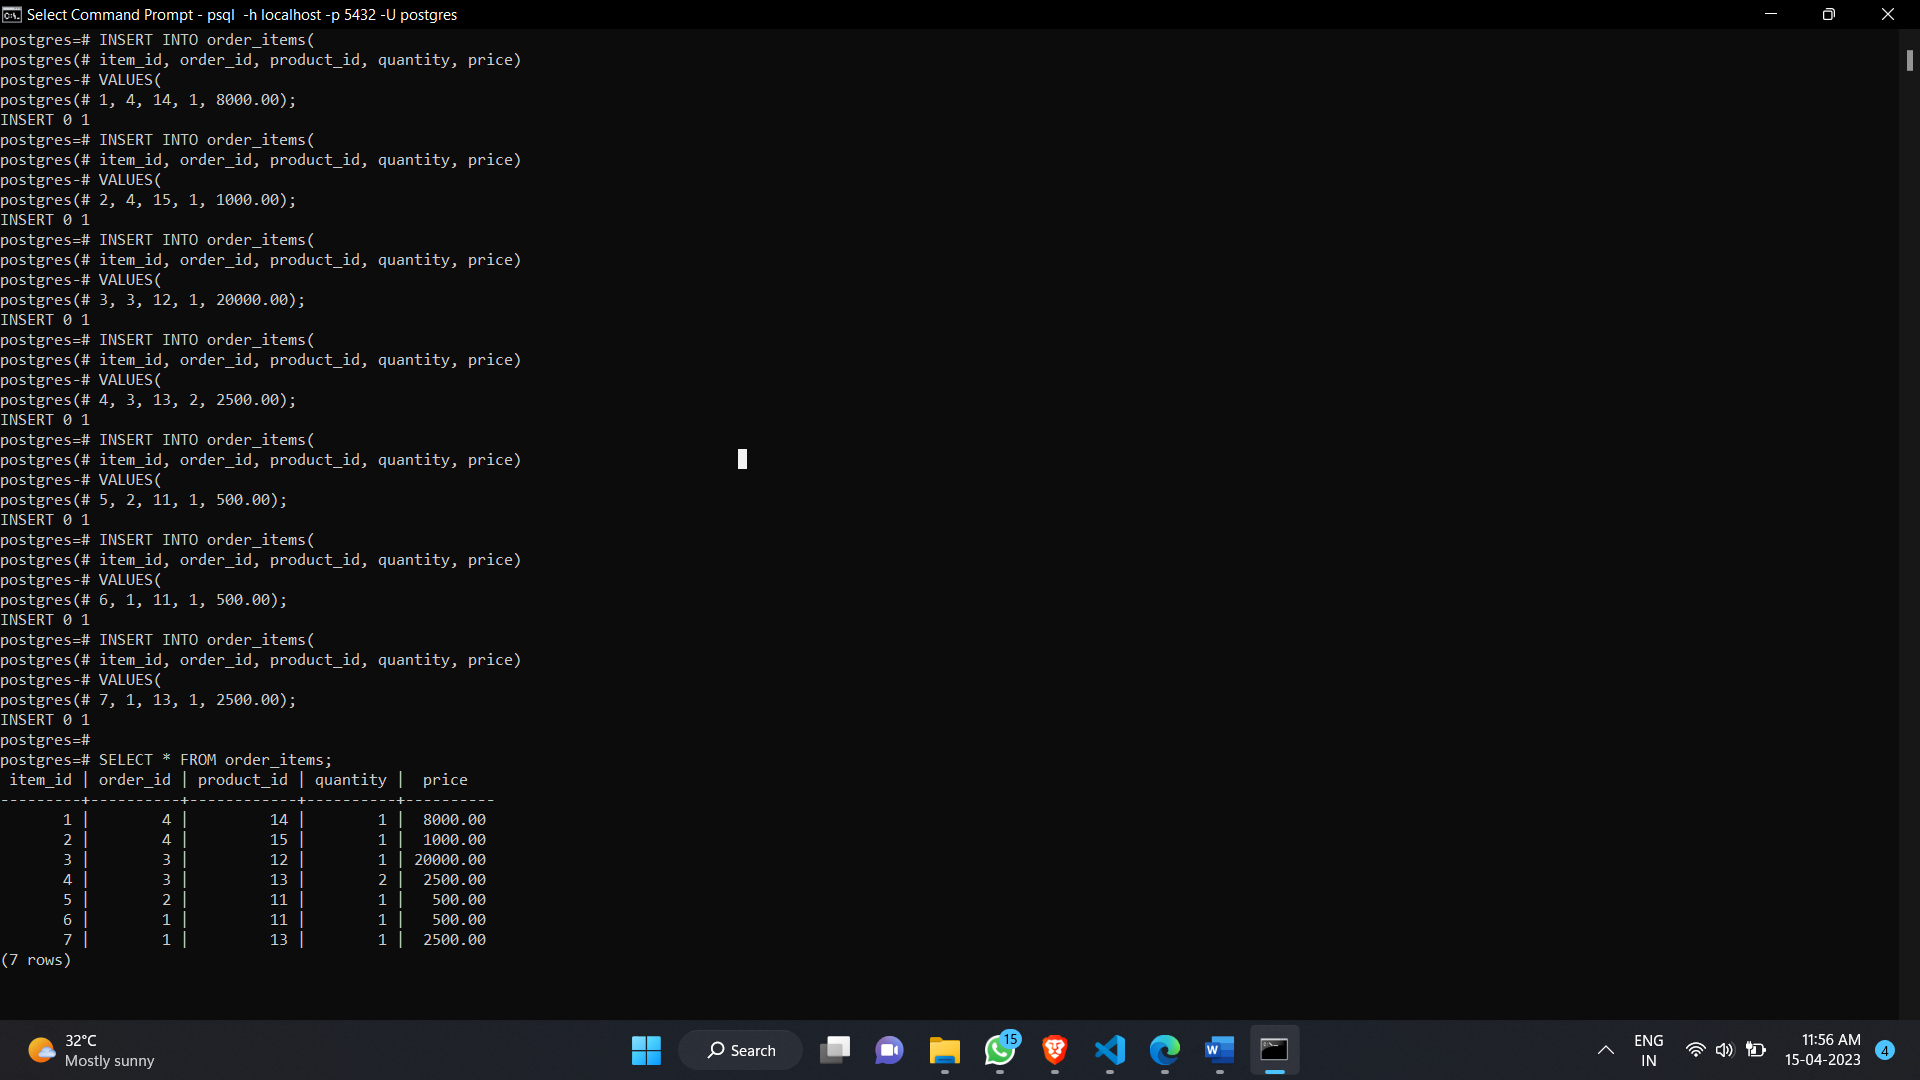 Select Command Prompt - psql  -h localhost -p 5432 -U postgres
postgres=# INSERT INTO order_items(
postgres(# item_id, order_id, product_id, quantity, price)
postgres-# VALUES(
postgres(# 1, 4, 14, 1, 8000.00);
INSERT 0 1
postgres=# INSERT INTO order_items(
postgres(# item_id, order_id, product_id, quantity, price)
postgres-# VALUES(
postgres(# 2, 4, 15, 1, 1000.00);
INSERT 0 1
postgres=# INSERT INTO order_items(
postgres(# item_id, order_id, product_id, quantity, price)
postgres-# VALUES(
postgres(# 3, 3, 12, 1, 20000.00);
INSERT 0 1
postgres=# INSERT INTO order_items(
postgres(# item_id, order_id, product_id, quantity, price)
postgres-# VALUES(
postgres(# 4, 3, 13, 2, 2500.00);
INSERT 0 1
postgres=# INSERT INTO order_items(
postgres(# item_id, order_id, product_id, quantity, price)
postgres-# VALUES(
postgres(# 5, 2, 11, 1, 500.00);
INSERT 0 1
postgres=# INSERT INTO order_items(
postgres(# item_id, order_id, product_id, quantity, price)
postgres-# VALUES(
postgres(# 6, 1, 11, 1, 500.00);
INSERT 0 1
postgres=# INSERT INTO order_items(
postgres(# item_id, order_id, product_id, quantity, price)
postgres-# VALUES(
postgres(# 7, 1, 13, 1, 2500.00);
INSERT 0 1
postgres=#
postgres=# SELECT * FROM order_items;
 item_id | order_id | product_id | quantity |  price
---------+----------+------------+----------+----------
       1 |        4 |         14 |        1 |  8000.00
       2 |        4 |         15 |        1 |  1000.00
       3 |        3 |         12 |        1 | 20000.00
       4 |        3 |         13 |        2 |  2500.00
       5 |        2 |         11 |        1 |   500.00
       6 |        1 |         11 |        1 |   500.00
       7 |        1 |         13 |        1 |  2500.00
(7 rows)
32°C
Mostly sunny
Search
15
ENG
IN
11:56 AM
15-04-2023
4